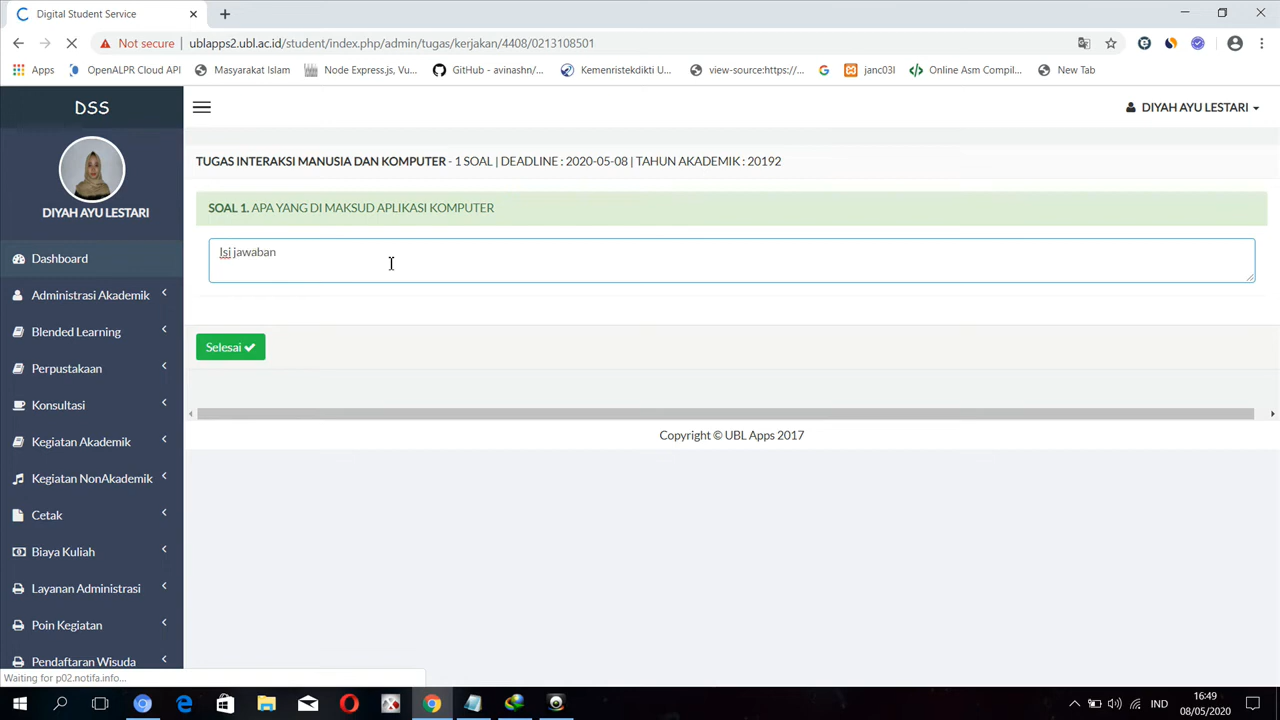 Digital Student Service
Not secure
ublapps2.ubl.ac.id/student/index.php/admin/tugas/kerjakan/4408/0213108501
Apps
OpenALPR Cloud API
Masyarakat Islam
Node Express.js, Vu...
GitHub - avinashn/...
Kemenristekdikti U...
view-source:https://...
janc03l
Online Asm Compil...
New Tab
DSS
DIYAH AYU LESTARI
TUGAS INTERAKSI MANUSIA DAN KOMPUTER - 1 SOAL | DEADLINE : 2020-05-08 | TAHUN AKADEMIK : 20192
DIYAH AYU LESTARI
SOAL 1. APA YANG DI MAKSUD APLIKASI KOMPUTER
Isi jawaban
Selesai
Copyright © UBL Apps 2017
Dashboard
Administrasi Akademik
Blended Learning
Perpustakaan
Konsultasi
Kegiatan Akademik
Kegiatan NonAkademik
Cetak
Biaya Kuliah
Layanan Administrasi
Poin Kegiatan
Pendaftaran Wisuda
Waiting for p02.notifa.info...
IND
16:49
08/05/2020